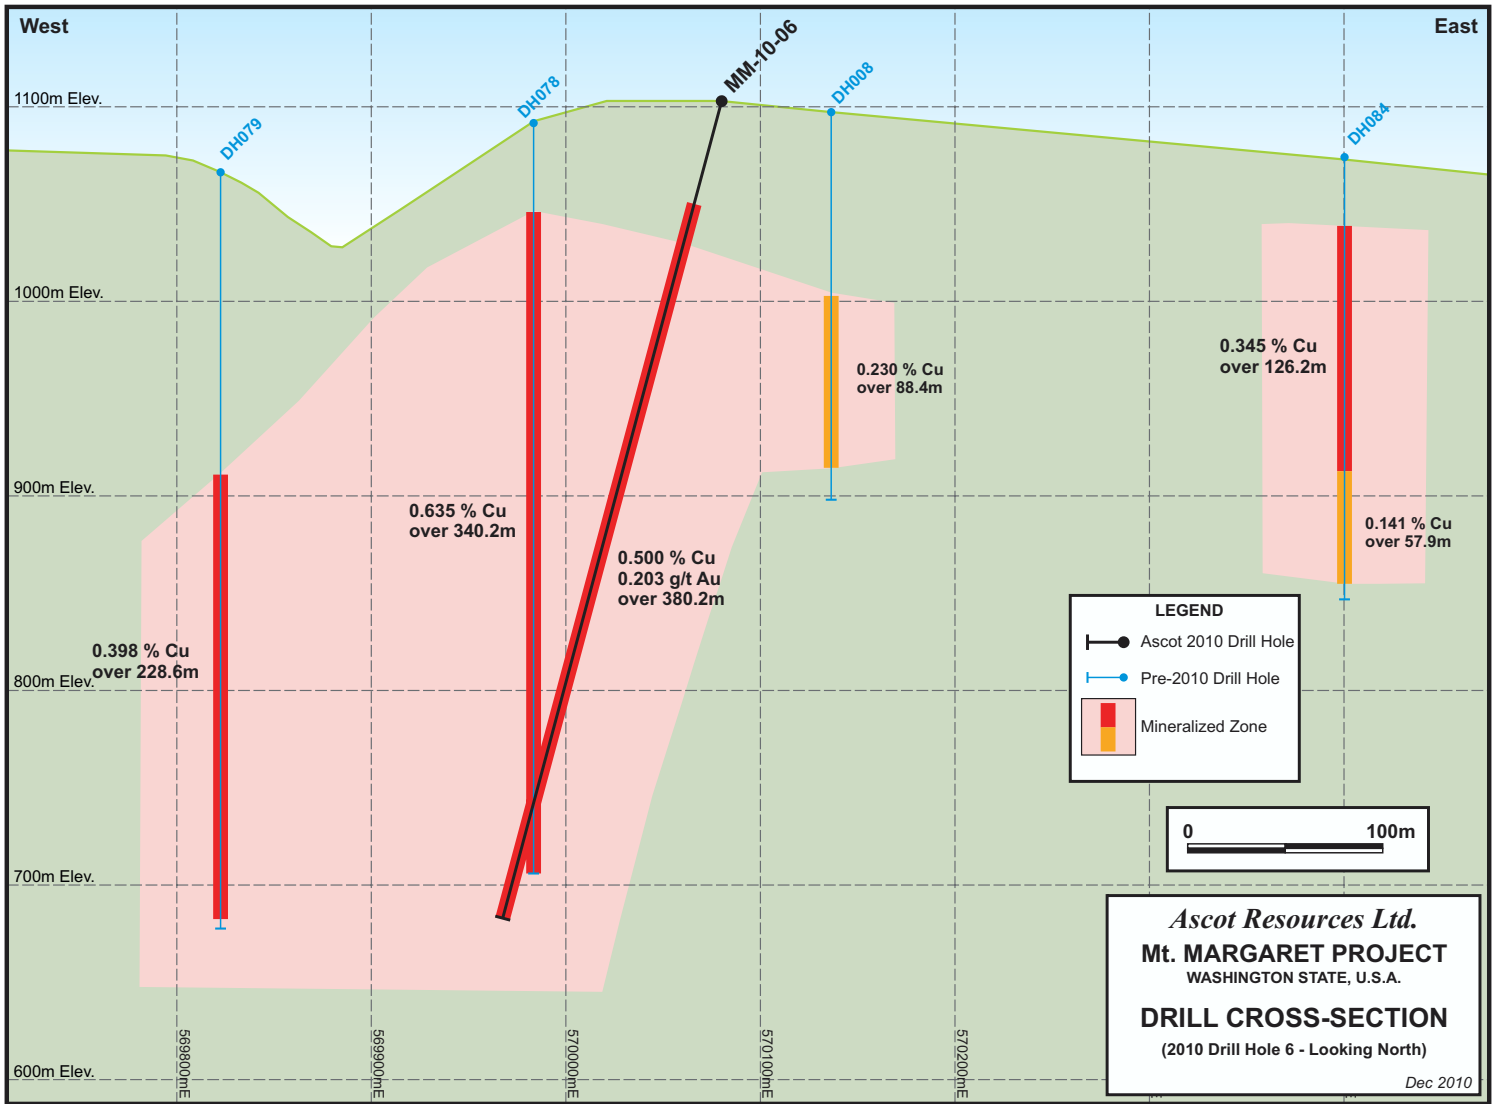 West
East
MM-10-06
DH078
DH008
DH079
DH084
1100m Elev.
1000m Elev.
900m Elev.
800m Elev.
700m Elev.
600m Elev.
0.345 % Cu
over 126.2m
0.230 % Cu
over 88.4m
0.635 % Cu
over 340.2m
0.141 % Cu
over 57.9m
0.500 % Cu
0.203 g/t Au
over 380.2m
0.398 % Cu
over 228.6m
LEGEND
Ascot 2010 Drill Hole
Pre-2010 Drill Hole
Mineralized Zone
0 100m
Ascot Resources Ltd.
Mt. MARGARET PROJECT
WASHINGTON STATE, U.S.A.
DRILL CROSS-SECTION
(2010 Drill Hole 6 - Looking North)
Dec 2010
569800mE
569900mE
570000mE
570100mE
570200mE